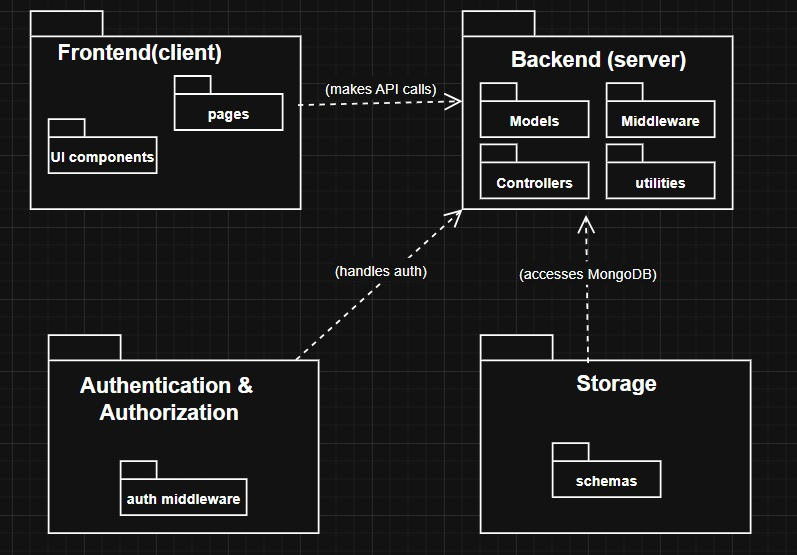 Frontend(client)
pages
UI components
(makes API calls)
Backend (server)
Models
Middleware
Controllers
utilities
(handles auth)
(accesses MongoDB)
Authentication &
Authorization
auth middleware
Storage
schemas